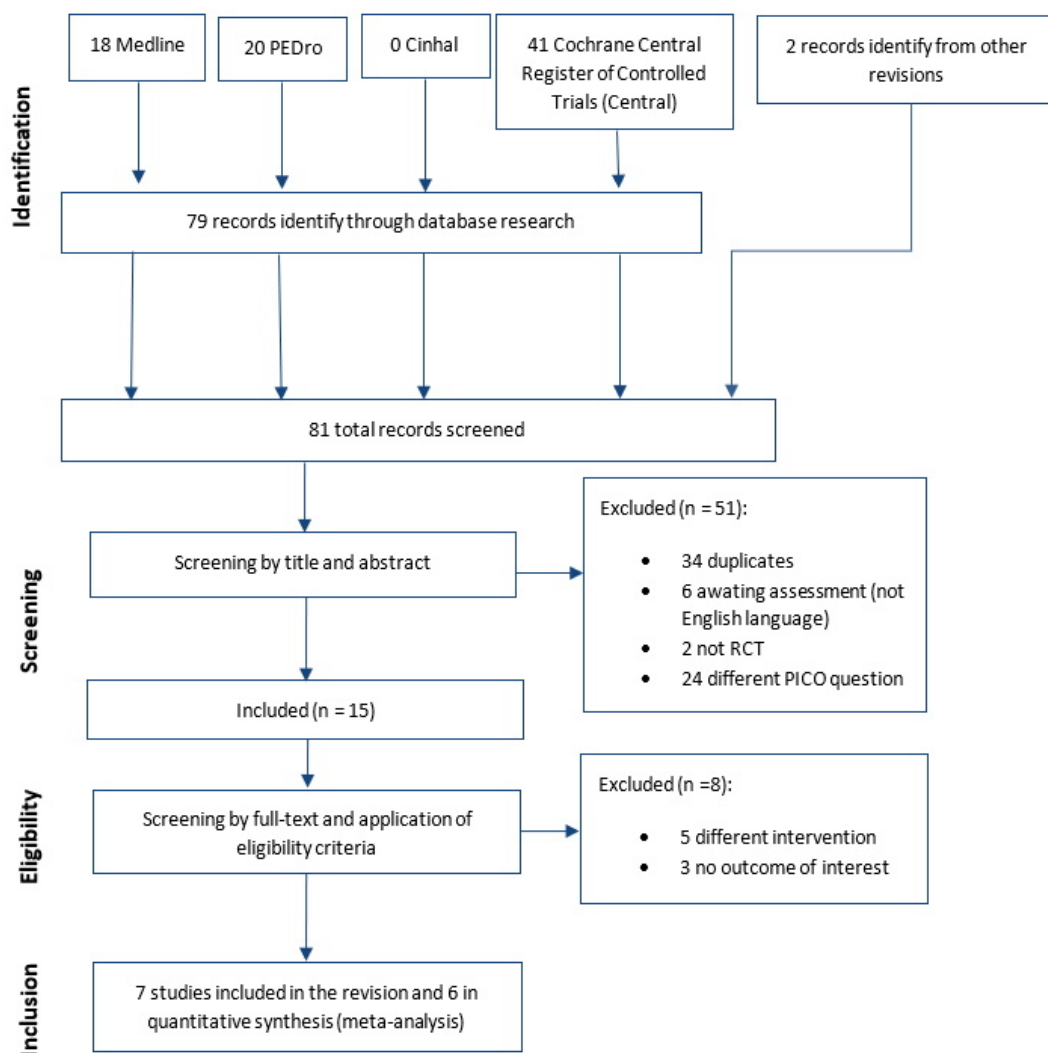 18 Medline
20 PEDro
0 Cinhal
41 Cochrane Central
Register of Controlled
Trials (Central)
2 records identify from other
revisions
Identification
79 records identify through database research
81 total records screened
Screening
Screening by title and abstract
Excluded (n = 51):
• 34 duplicates
• 6 awating assessment (not
English language)
• 2 not RCT
• 24 different PICO question
Included (n = 15)
Eligibility
Screening by full-text and application of
eligibility criteria
Excluded (n =8):
• 5 different intervention
• 3 no outcome of interest
Inclusion
7 studies included in the revision and 6 in
quantitative synthesis (meta-analysis)